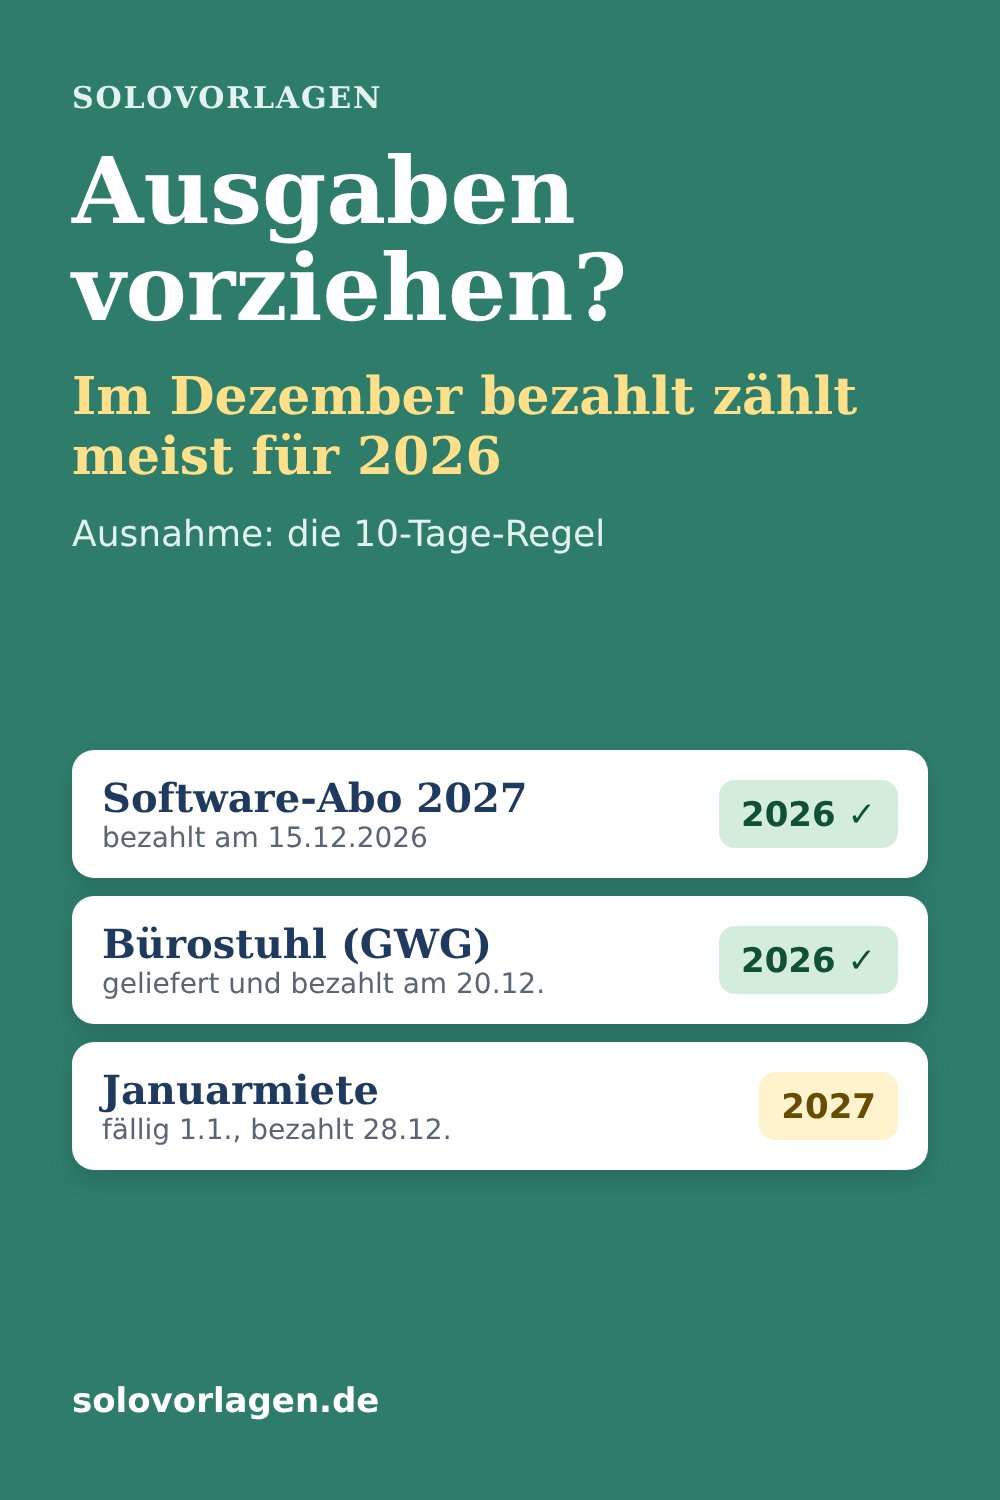 SOLOVORLAGEN
Ausgaben
vorziehen?
Im Dezember bezahlt zählt
meist für 2026
Ausnahme: die 10-Tage-Regel
Software-Abo 2027
bezahlt am 15.12.2026
2026 ✓
Bürostuhl (GWG)
geliefert und bezahlt am 20.12.
2026 ✓
Januarmiete
fällig 1.1., bezahlt 28.12.
2027
solovorlagen.de